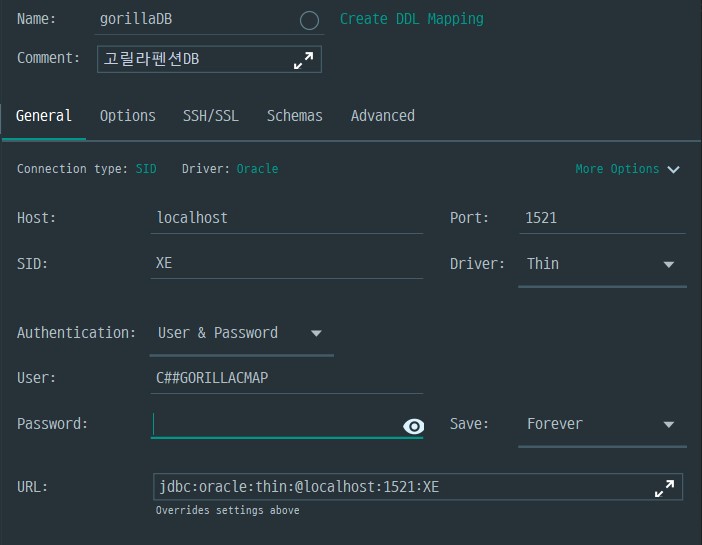 Name: gorillaDB Create DDL Mapping
Comment: 고릴라펜션DB
General Options SSH/SSL Schemas Advanced
Connection type: SID Driver: Oracle More Options
Host: localhost Port: 1521
SID: XE Driver: Thin
Authentication: User & Password
User: C##GORILLACMAP
Password: Save: Forever
URL: jdbc:oracle:thin:@localhost:1521:XE
Overrides settings above